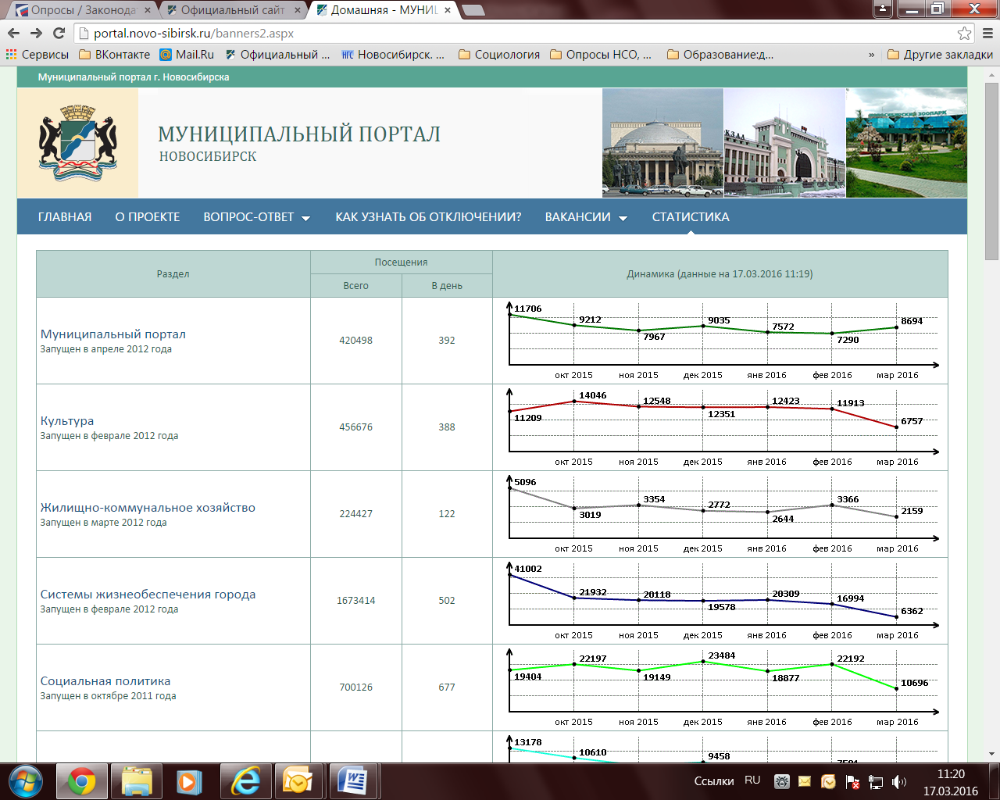 Опросы / Законодат
Официальный сайт
Домашняя - МУНИЦ
portal.novo-sibirsk.ru/banners2.aspx
Сервисы
ВКонтакте
Mail.Ru
Официальный ...
НГС Новосибирск. ...
Социология
Опросы НСО, ...
Образование:д...
»
Другие закладки
Муниципальный портал г. Новосибирска
МУНИЦИПАЛЬНЫЙ ПОРТАЛ
НОВОСИБИРСК
ГЛАВНАЯ
О ПРОЕКТЕ
ВОПРОС-ОТВЕТ
КАК УЗНАТЬ ОБ ОТКЛЮЧЕНИИ?
ВАКАНСИИ
СТАТИСТИКА
Раздел
Посещения
Всего
В день
Динамика (данные на 17.03.2016 11:19)
Муниципальный портал
Запущен в апреле 2012 года
420498
392
11706
9212
7967
9035
7572
7290
8694
окт 2015
ноя 2015
дек 2015
янв 2016
фев 2016
мар 2016
Культура
Запущен в феврале 2012 года
456676
388
11209
14046
12548
12351
12423
11913
6757
окт 2015
ноя 2015
дек 2015
янв 2016
фев 2016
мар 2016
Жилищно-коммунальное хозяйство
Запущен в марте 2012 года
224427
122
5096
3019
3354
2772
2644
3366
2159
окт 2015
ноя 2015
дек 2015
янв 2016
фев 2016
мар 2016
Системы жизнеобеспечения города
Запущен в феврале 2012 года
1673414
502
41002
21932
20118
19578
20309
16994
6362
окт 2015
ноя 2015
дек 2015
янв 2016
фев 2016
мар 2016
Социальная политика
Запущен в октябре 2011 года
700126
677
19404
22197
19149
23484
18877
22192
10696
окт 2015
ноя 2015
дек 2015
янв 2016
фев 2016
мар 2016
13178
10610
9458
Ссылки
RU
11:20
17.03.2016